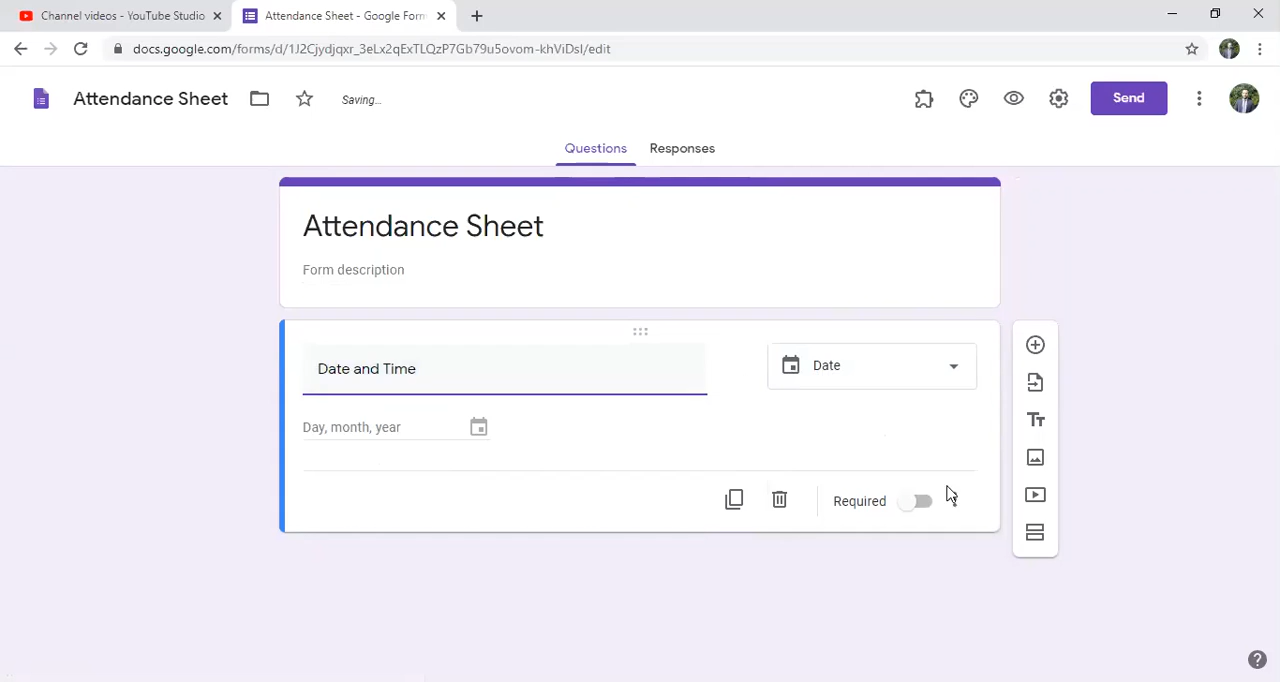 Channel videos - YouTube Studio
Attendance Sheet - Google Form
docs.google.com/forms/d/1J2Cjydjqxr_3eLx2qExTLQzP7Gb79u5ovom-khViDsI/edit
Attendance Sheet
Saving...
Send
Questions
Responses
Attendance Sheet
Form description
Date and Time
Date
Day, month, year
Required